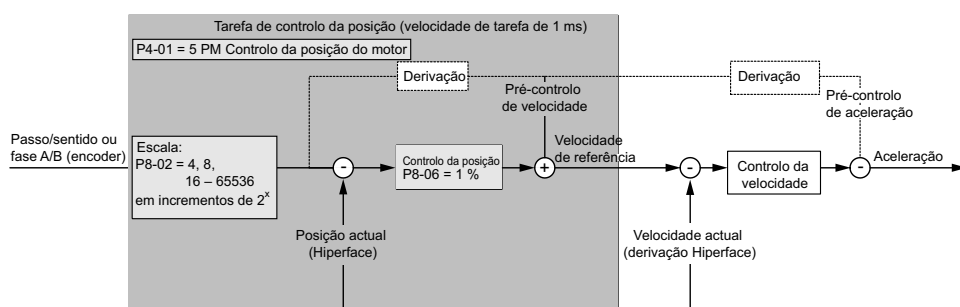 Tarefa de controlo da posição (velocidade de tarefa de 1 ms)
P4-01 = 5 PM Controlo da posição do motor
Derivação
Derivação
Pré-controlo
de velocidade
Pré-controlo
de aceleração
Passo/sentido ou
fase A/B (encoder)
Escala:
P8-02 = 4, 8,
16 – 65536
em incrementos de 2^x
-
Controlo da posição
P8-06 = 1 %
+
Velocidade
de referência
-
Controlo da
velocidade
-
Aceleração
Posição actual
(Hiperface)
Velocidade actual
(derivação Hiperface)